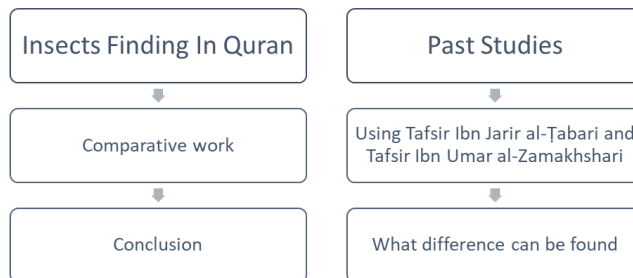 Insects Finding In Quran
Comparative work
Conclusion
Past Studies
Using Tafsir Ibn Jarir al-Ṭabari and
Tafsir Ibn Umar al-Zamakhshari
What difference can be found